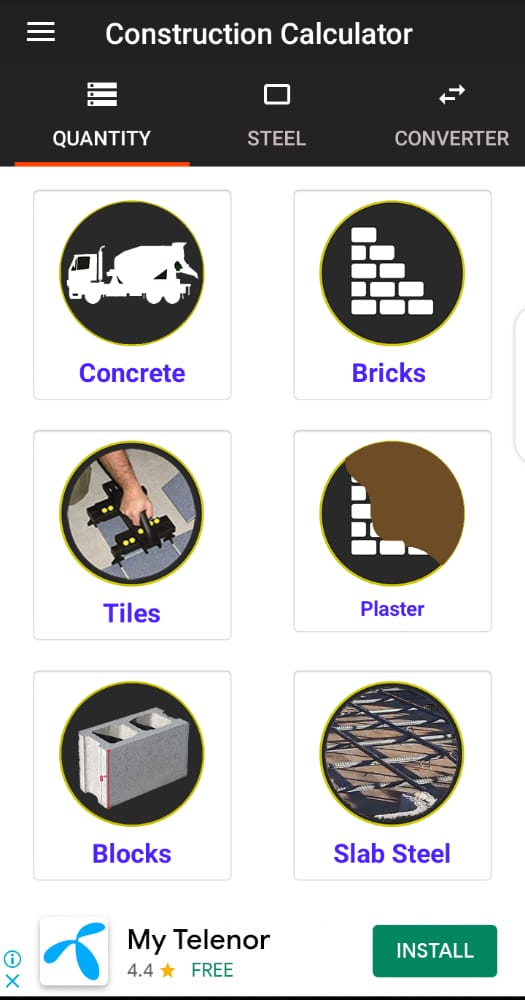 Construction Calculator
QUANTITY
STEEL
CONVERTER
Concrete
Bricks
Tiles
Plaster
Blocks
Slab Steel
My Telenor
4.4 ★ FREE
INSTALL